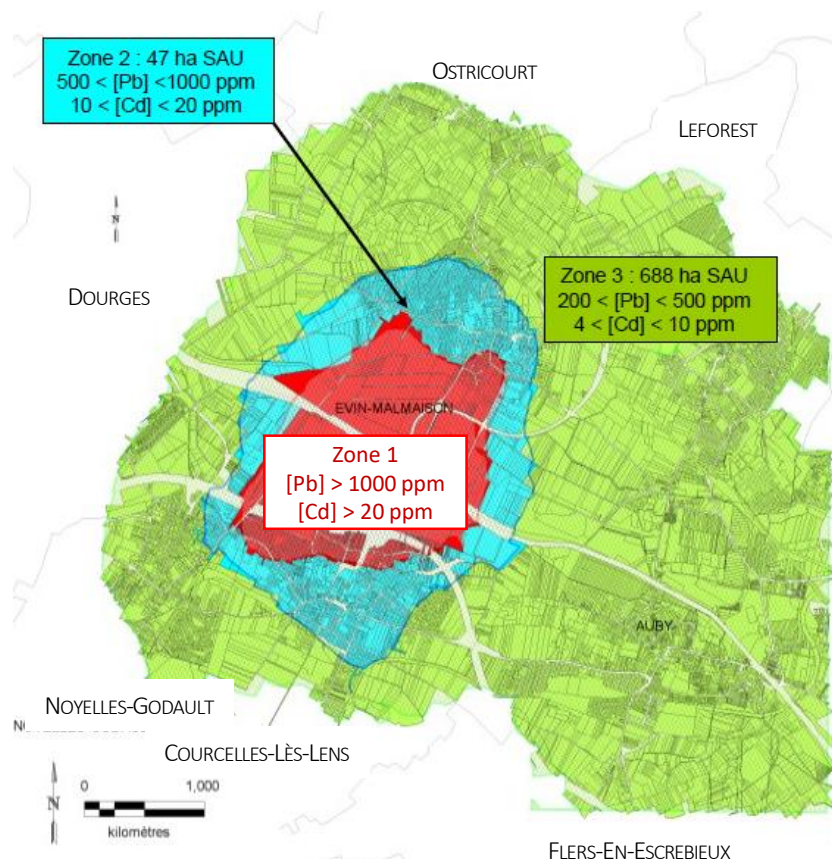 Zone 2 : 47 ha SAU
500 < [Pb] <1000 ppm
10 < [Cd] < 20 ppm
OSTRICOURT
LEFOREST
N
DOURGES
Zone 3 : 688 ha SAU
200 < [Pb] < 500 ppm
4 < [Cd] < 10 ppm
EVIN-MALMAISON
Zone 1
[Pb] > 1000 ppm
[Cd] > 20 ppm
AUBY
NOYELLES-GODAULT
COURCELLES-LÈS-LENS
N
0 1,000
kilomètres
FLERS-EN-ESCREBIEUX